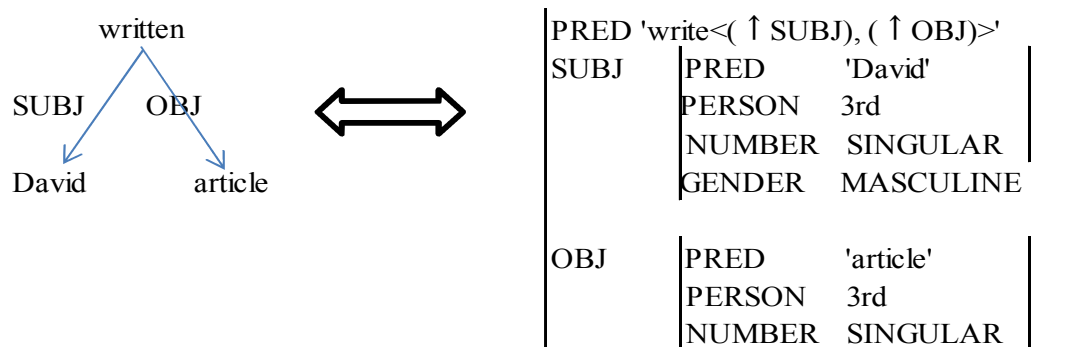 written
SUBJ OBJ
David article
PRED 'write<(↑SUBJ), (↑OBJ)>'
SUBJ PRED 'David'
PERSON 3rd
NUMBER SINGULAR
GENDER MASCULINE
OBJ PRED 'article'
PERSON 3rd
NUMBER SINGULAR